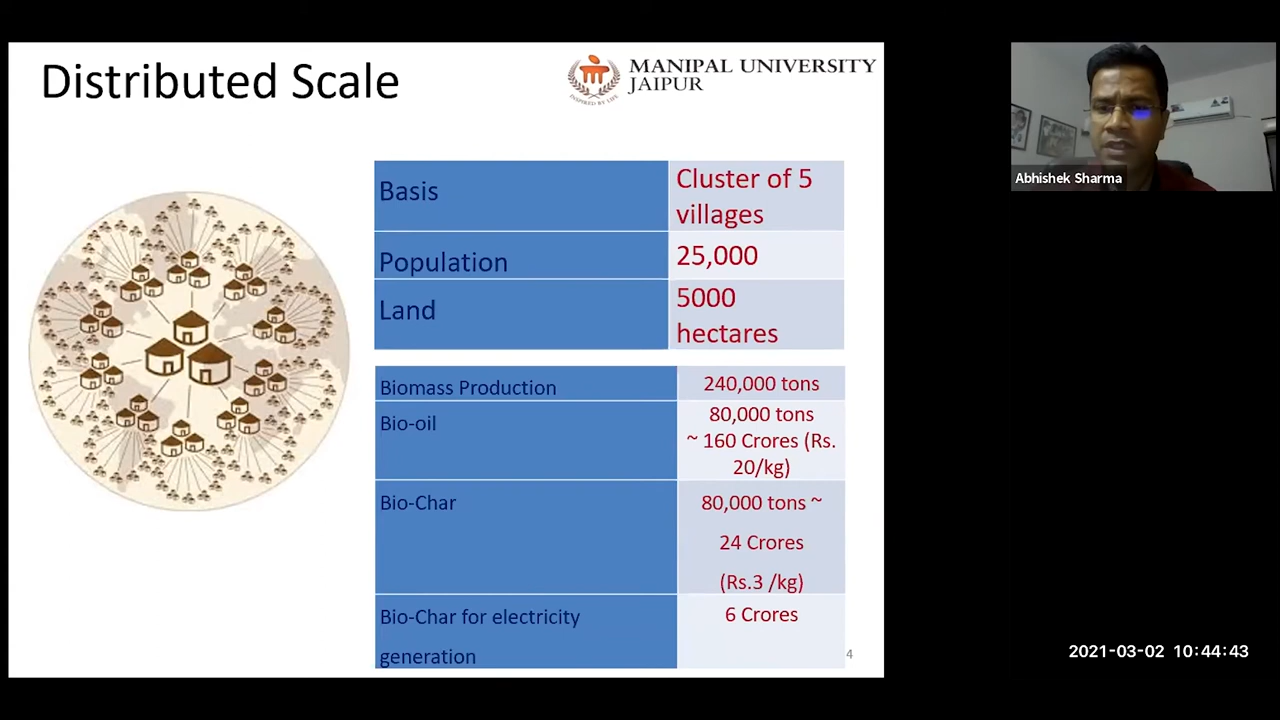 Distributed Scale
MANIPAL UNIVERSITY
JAIPUR
INSPIRED BY LIFE
Basis
Cluster of 5
villages
Population
25,000
Land
5000
hectares
Biomass Production
240,000 tons
Bio-oil
80,000 tons
~ 160 Crores (Rs.
20/kg)
Bio-Char
80,000 tons ~
24 Crores
(Rs.3 /kg)
Bio-Char for electricity
generation
6 Crores
4
Abhishek Sharma
2021-03-02 10:44:43